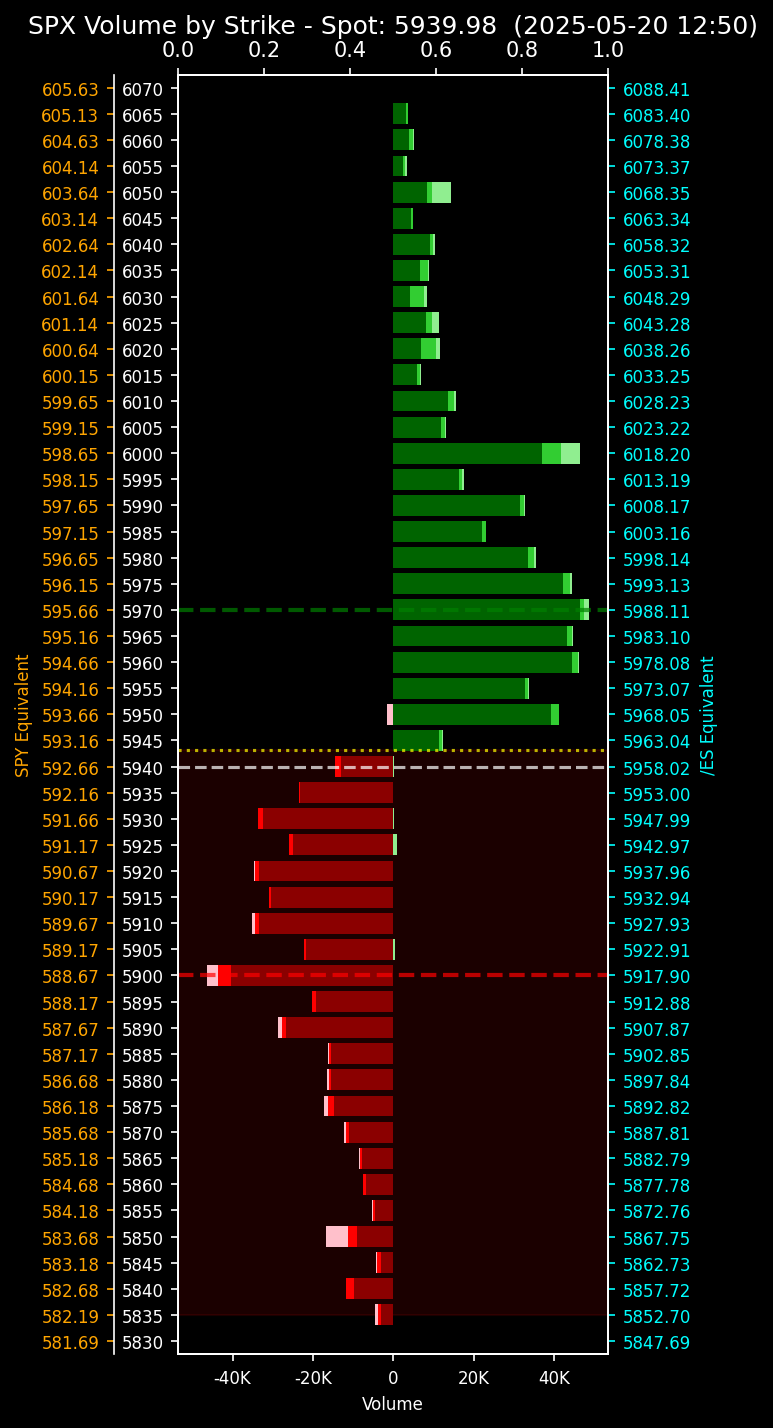 SPX Volume by Strike - Spot: 5939.98 (2025-05-20 12:50)
0.0 0.2 0.4 0.6 0.8 1.0
605.63 6070 6088.41
605.13 6065 6083.40
604.63 6060 6078.38
604.14 6055 6073.37
603.64 6050 6068.35
603.14 6045 6063.34
602.64 6040 6058.32
602.14 6035 6053.31
601.64 6030 6048.29
601.14 6025 6043.28
600.64 6020 6038.26
600.15 6015 6033.25
599.65 6010 6028.23
599.15 6005 6023.22
598.65 6000 6018.20
598.15 5995 6013.19
597.65 5990 6008.17
597.15 5985 6003.16
596.65 5980 5998.14
596.15 5975 5993.13
595.66 5970 5988.11
595.16 5965 5983.10
594.66 5960 5978.08
594.16 5955 5973.07
593.66 5950 5968.05
593.16 5945 5963.04
592.66 5940 5958.02
592.16 5935 5953.00
591.66 5930 5947.99
591.17 5925 5942.97
590.67 5920 5937.96
590.17 5915 5932.94
589.67 5910 5927.93
589.17 5905 5922.91
588.67 5900 5917.90
588.17 5895 5912.88
587.67 5890 5907.87
587.17 5885 5902.85
586.68 5880 5897.84
586.18 5875 5892.82
585.68 5870 5887.81
585.18 5865 5882.79
584.68 5860 5877.78
584.18 5855 5872.76
583.68 5850 5867.75
583.18 5845 5862.73
582.68 5840 5857.72
582.19 5835 5852.70
581.69 5830 5847.69
SPY Equivalent
/ES Equivalent
-40K -20K 0 20K 40K
Volume